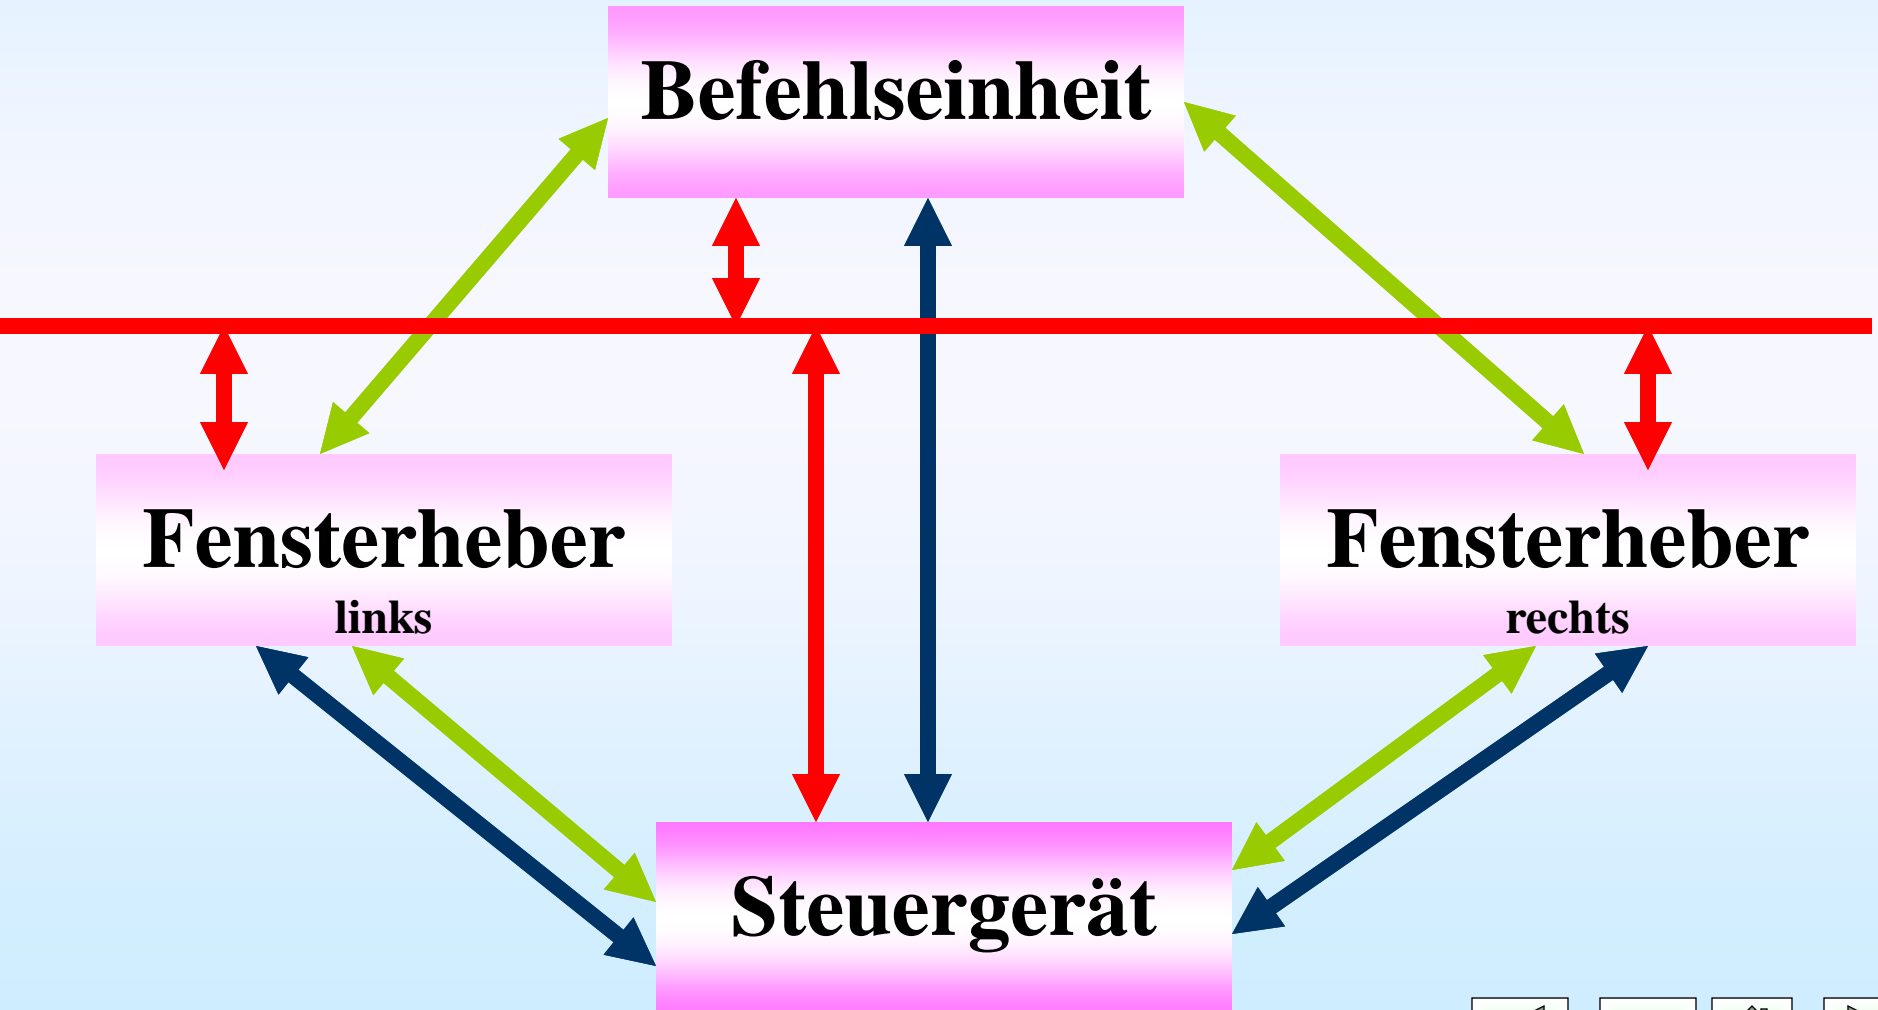 Befehlseinheit
Fensterheber
links
Fensterheber
rechts
Steuergerät